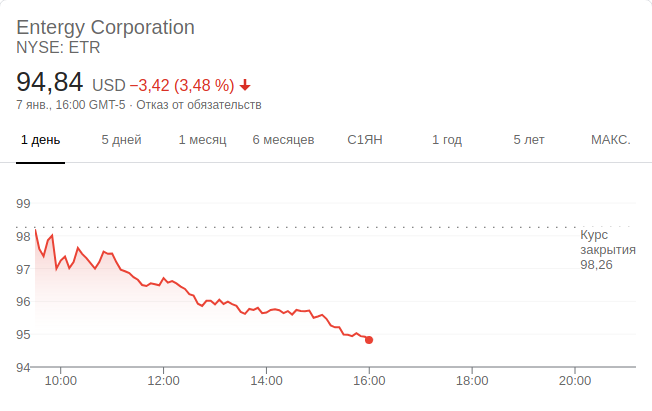 Entergy Corporation
NYSE: ETR
94,84 USD −3,42 (3,48 %)
7 янв., 16:00 GMT-5 · Отказ от обязательств
1 день 5 дней 1 месяц 6 месяцев С1ЯН 1 год 5 лет МАКС.
99
98
97
96
95
94
Курс
закрытия
98,26
10:00 12:00 14:00 16:00 18:00 20:00